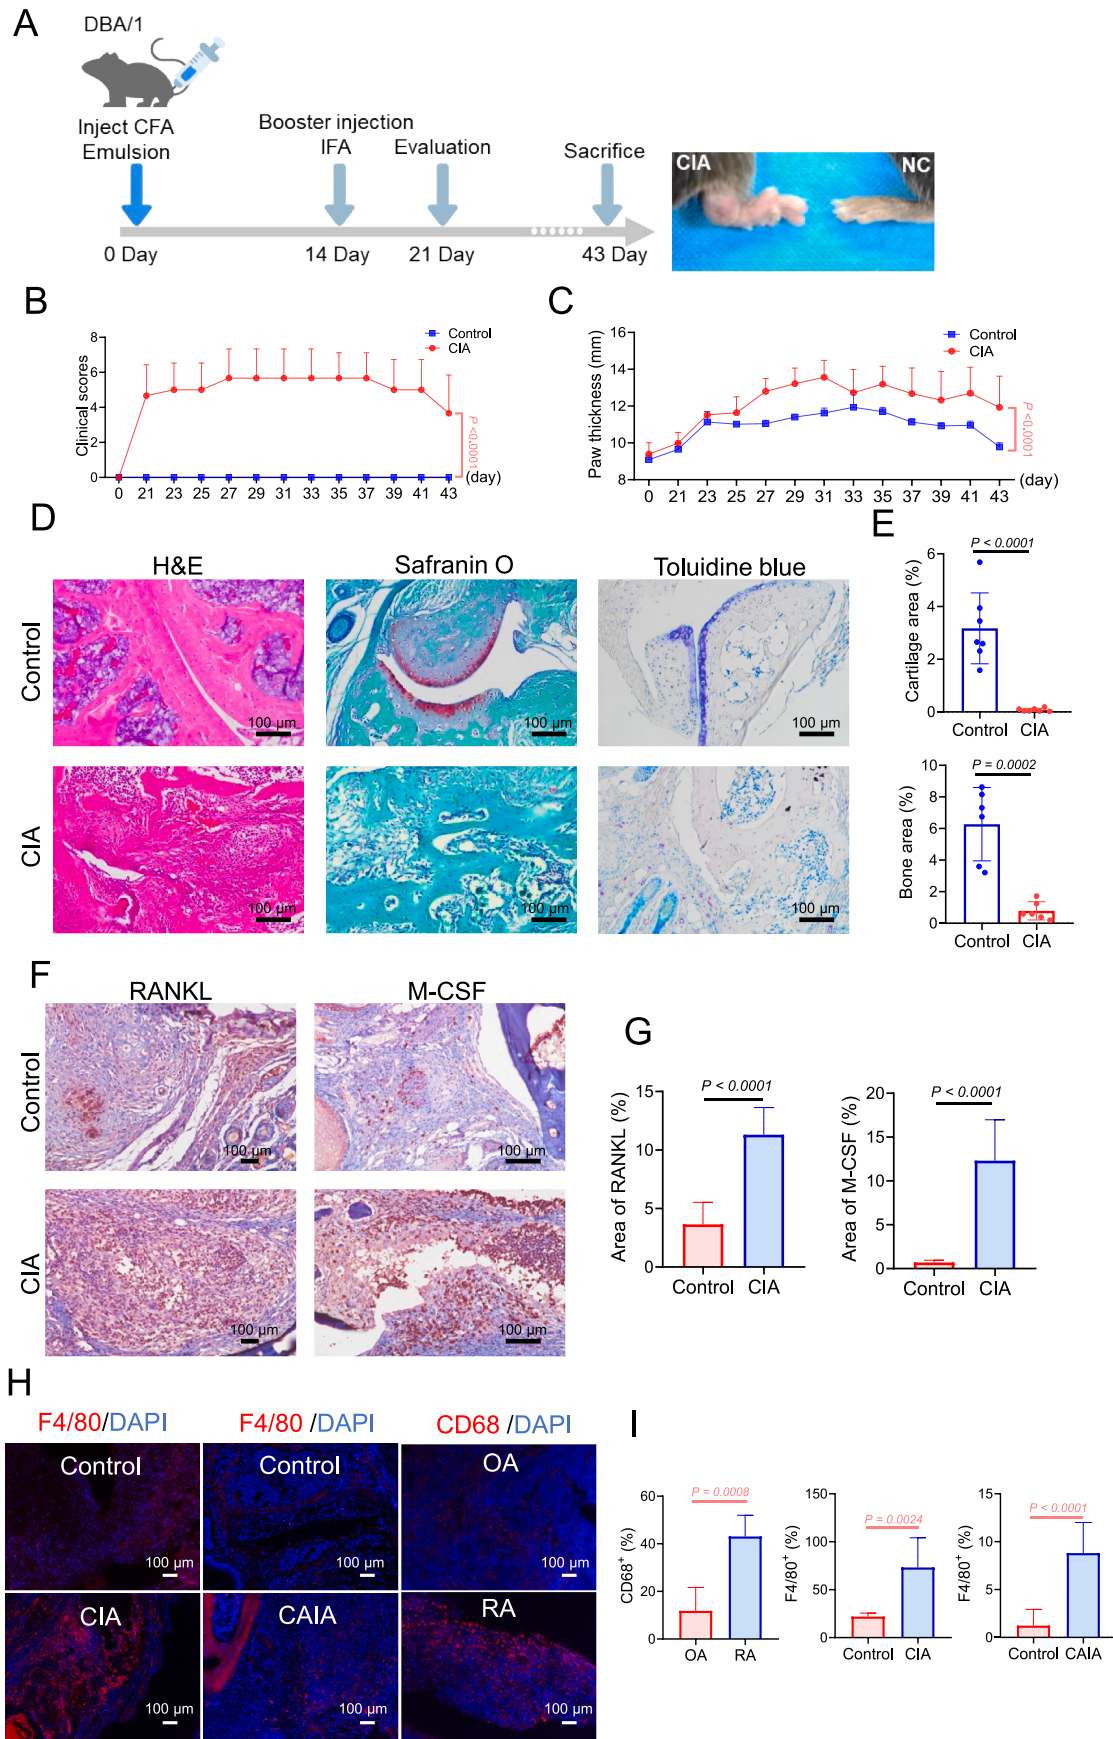 A
DBA/1
Inject CFA
Emulsion
Booster injection
IFA
Evaluation
Sacrifice
0 Day
14 Day
21 Day
43 Day
CIA
NC
B
Clinical scores
8
6
4
2
0
Control
CIA
P <0.0001
0 21 23 25 27 29 31 33 35 37 39 41 43
(day)
C
Paw thickness (mm)
16
14
12
10
8
Control
CIA
P <0.0001
0 21 23 25 27 29 31 33 35 37 39 41 43
(day)
D
H&E
Safranin O
Toluidine blue
Control
100 µm
100 µm
100 µm
CIA
100 µm
100 µm
100 µm
E
P < 0.0001
Cartilage area (%)
6
4
2
0
Control CIA
P = 0.0002
Bone area (%)
10
8
6
4
2
0
Control CIA
F
RANKL
M-CSF
Control
100 µm
100 µm
CIA
100 µm
100 µm
G
P < 0.0001
Area of RANKL (%)
15
10
5
0
Control CIA
P < 0.0001
Area of M-CSF (%)
20
15
10
5
0
Control CIA
H
F4/80/DAPI
F4/80 /DAPI
CD68 /DAPI
Control
100 µm
Control
100 µm
OA
100 µm
CIA
100 µm
CAIA
100 µm
RA
100 µm
I
P = 0.0008
CD68+ (%)
60
40
20
0
OA RA
P = 0.0024
F4/80+ (%)
100
50
0
Control CIA
P < 0.0001
F4/80+ (%)
15
10
5
0
Control CAIA